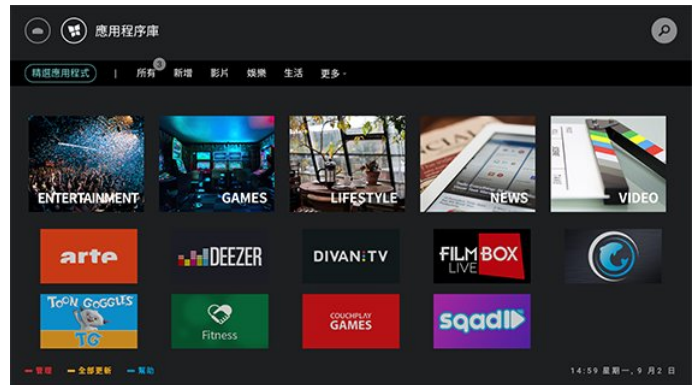 應用程序庫
精選應用程式 | 所有 3 新增 影片 娛樂 生活 更多
ENTERTAINMENT GAMES LIFESTYLE NEWS VIDEO
arte DEEZER DIVAN:TV FILMBOX LIVE
TOON GOGGLES TG Fitness COUCHPLAY GAMES sqadD
管理 全部更新 幫助 14:59 星期一, 9 月2 日